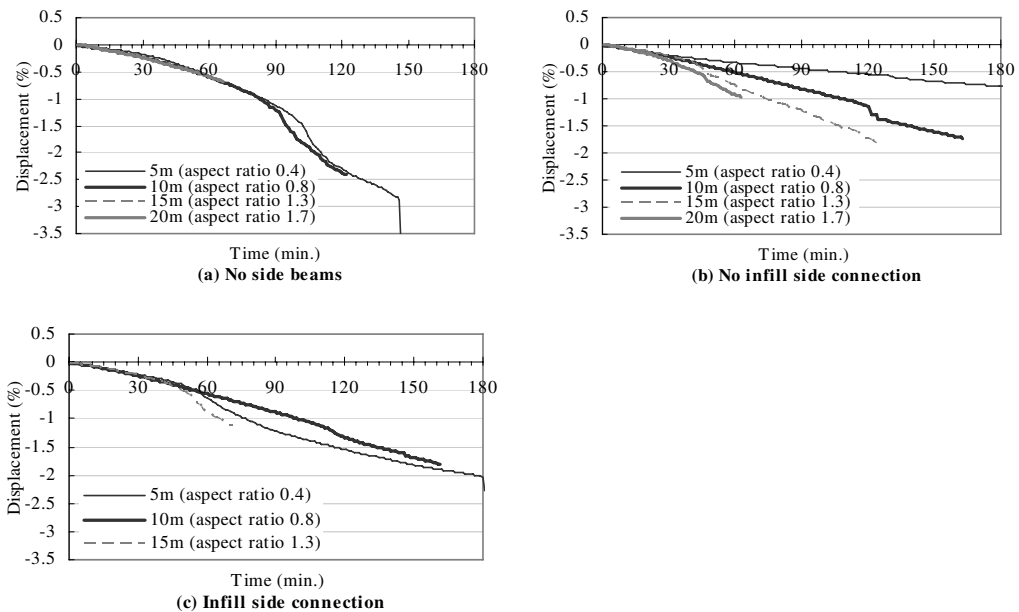 0.5
0
-0.5
-1
-1.5
-2
-2.5
-3
-3.5
Displacement (%)
0 30 60 90 120 150 180
5m (aspect ratio 0.4)
10m (aspect ratio 0.8)
15m (aspect ratio 1.3)
20m (aspect ratio 1.7)
Time (min.)
(a) No side beams
0.5
0
-0.5
-1
-1.5
-2
-2.5
-3
-3.5
Displacement (%)
0 30 60 90 120 150 180
5m (aspect ratio 0.4)
10m (aspect ratio 0.8)
15m (aspect ratio 1.3)
20m (aspect ratio 1.7)
Time (min.)
(b) No infill side connection
0.5
0
-0.5
-1
-1.5
-2
-2.5
-3
-3.5
Displacement (%)
0 30 60 90 120 150 180
5m (aspect ratio 0.4)
10m (aspect ratio 0.8)
15m (aspect ratio 1.3)
Time (min.)
(c) Infill side connection